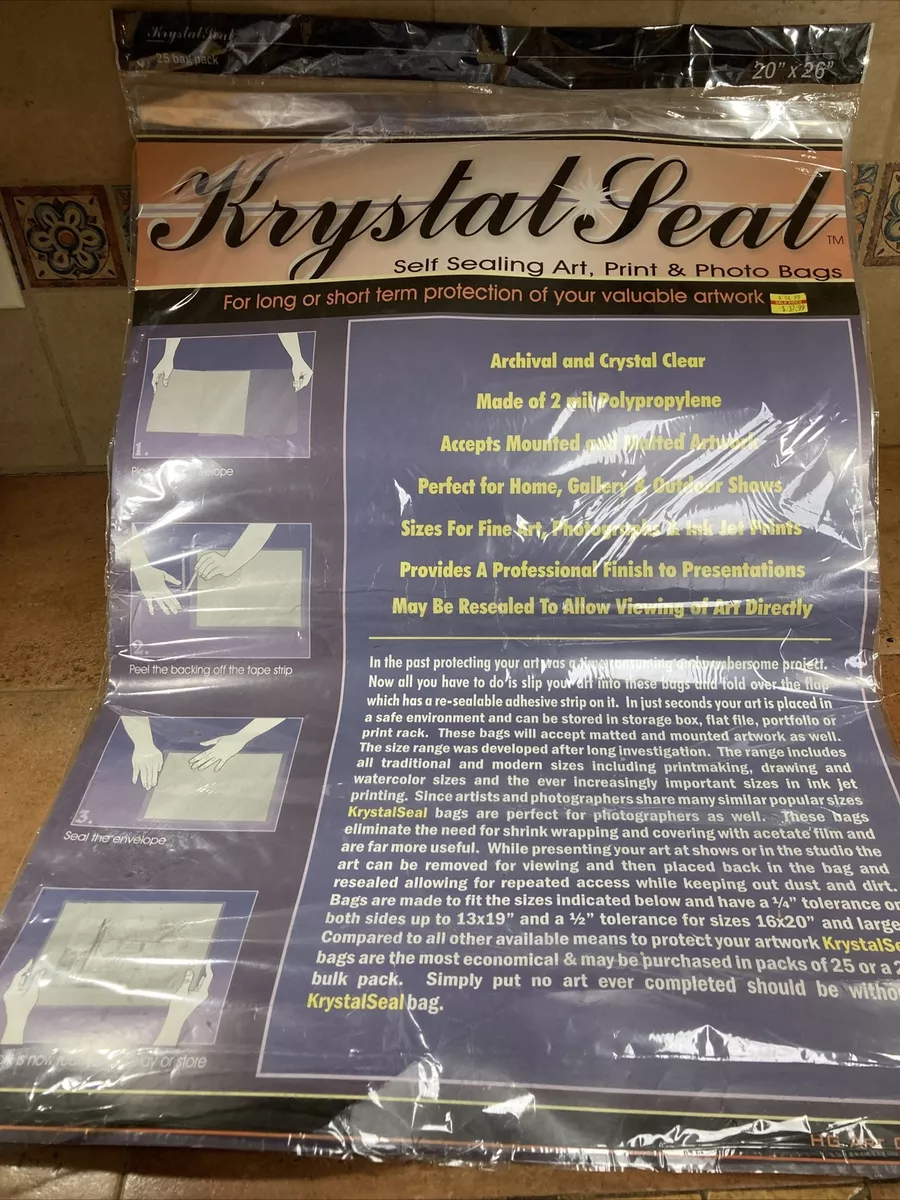 KrystalSeal
25 bag pack
20" x 26"
KrystalSeal™
Self Sealing Art, Print & Photo Bags
For long or short term protection of your valuable artwork
$ 37.99
Archival and Crystal Clear
Made of 2 mil Polypropylene
Accepts Mounted and Matted Artwork
Perfect for Home, Gallery & Outdoor Shows
Sizes For Fine Art, Photographs & Ink Jet Prints
Provides A Professional Finish to Presentations
May Be Resealed To Allow Viewing of Art Directly
1.
2.
Peel the backing off the tape strip
3.
Seal the envelope
or store
In the past protecting your art was a time consuming cumbersome project.
Now all you have to do is slip your art into these bags and fold over the flap
which has a re-sealable adhesive strip on it. In just seconds your art is placed in
a safe environment and can be stored in storage box, flat file, portfolio or
print rack. These bags will accept matted and mounted artwork as well.
The size range was developed after long investigation. The range includes
all traditional and modern sizes including printmaking, drawing and
watercolor sizes and the ever increasingly important sizes in ink jet
printing. Since artists and photographers share many similar popular sizes
KrystalSeal bags are perfect for photographers as well. These bags
eliminate the need for shrink wrapping and covering with acetate film and
are far more useful. While presenting your art at shows or in the studio the
art can be removed for viewing and then placed back in the bag and
resealed allowing for repeated access while keeping out dust and dirt.
Bags are made to fit the sizes indicated below and have a ¼" tolerance on
both sides up to 13x19" and a ½" tolerance for sizes 16x20" and large
Compared to all other available means to protect your artwork KrystalSe
bags are the most economical & may be purchased in packs of 25 or a 2
bulk pack. Simply put no art ever completed should be withou
KrystalSeal bag.
HG ART